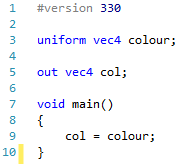 1 #version 330
2
3 uniform vec4 colour;
4
5 out vec4 col;
6
7 void main()
8 {
9     col = colour;
10 }